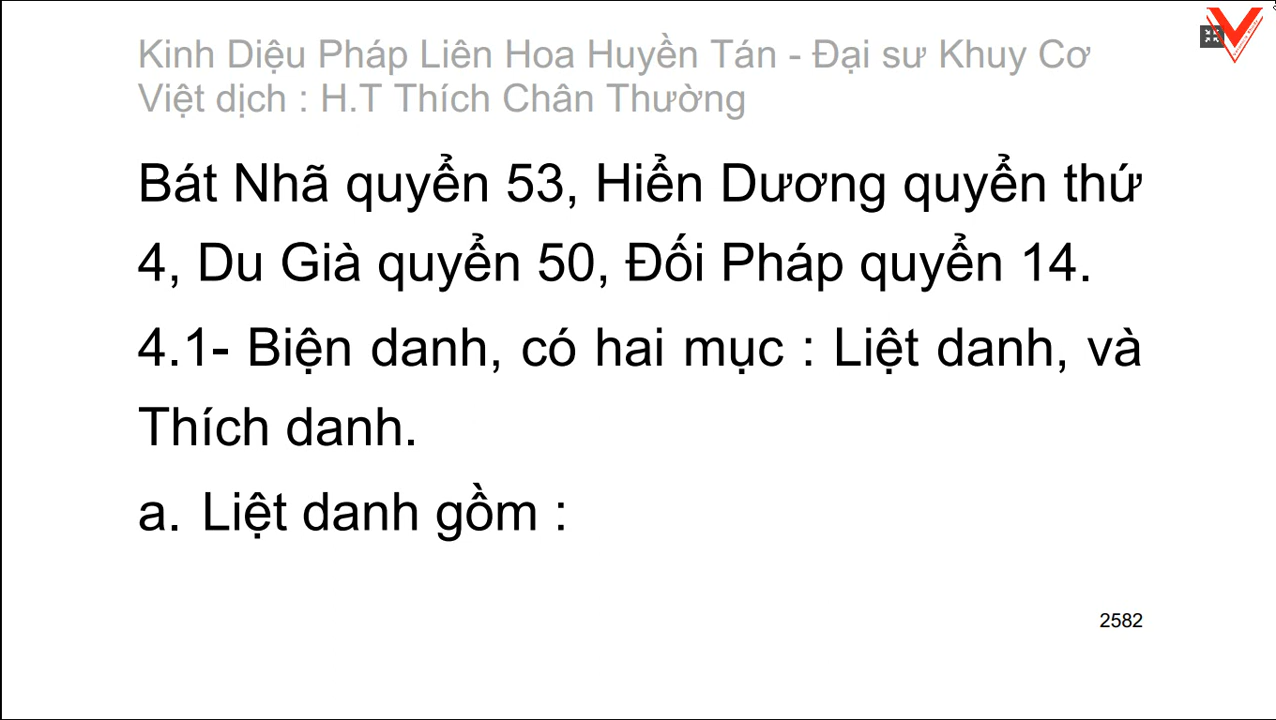 Kinh Diệu Pháp Liên Hoa Huyền Tán - Đại sư Khuy Cơ
Việt dịch : H.T Thích Chân Thường
Bát Nhã quyển 53, Hiển Dương quyển thứ
4, Du Già quyển 50, Đối Pháp quyển 14.
4.1- Biện danh, có hai mục : Liệt danh, và
Thích danh.
a. Liệt danh gồm :
2582